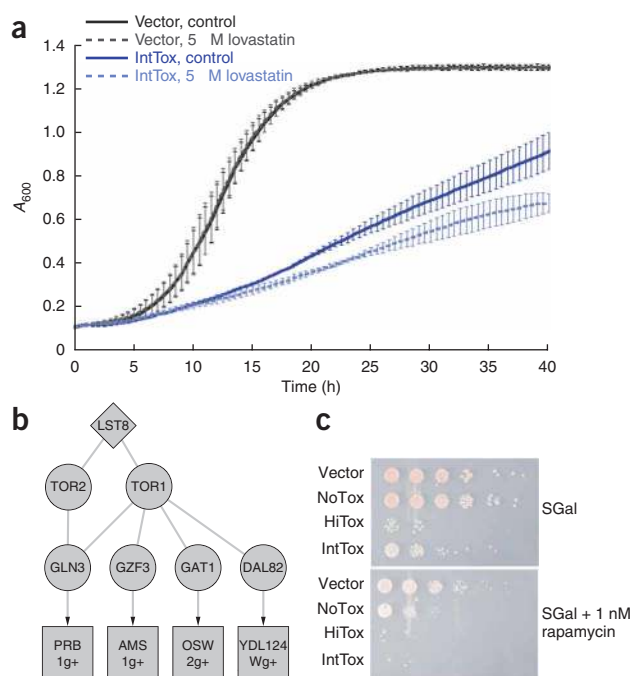 a
Vector, control
Vector, 5 M lovastatin
IntTox, control
IntTox, 5 M lovastatin
1.4
1.2
1.0
0.8
0.6
0.4
0.2
0
A600
0 5 10 15 20 25 30 35 40
Time (h)
b
LST8
TOR2 TOR1
GLN3 GZF3 GAT1 DAL82
PRB 1g+
AMS 1g+
OSW 2g+
YDL124 Wg+
c
Vector
NoTox
HiTox
IntTox
SGal
Vector
NoTox
HiTox
IntTox
SGal + 1 nM
rapamycin